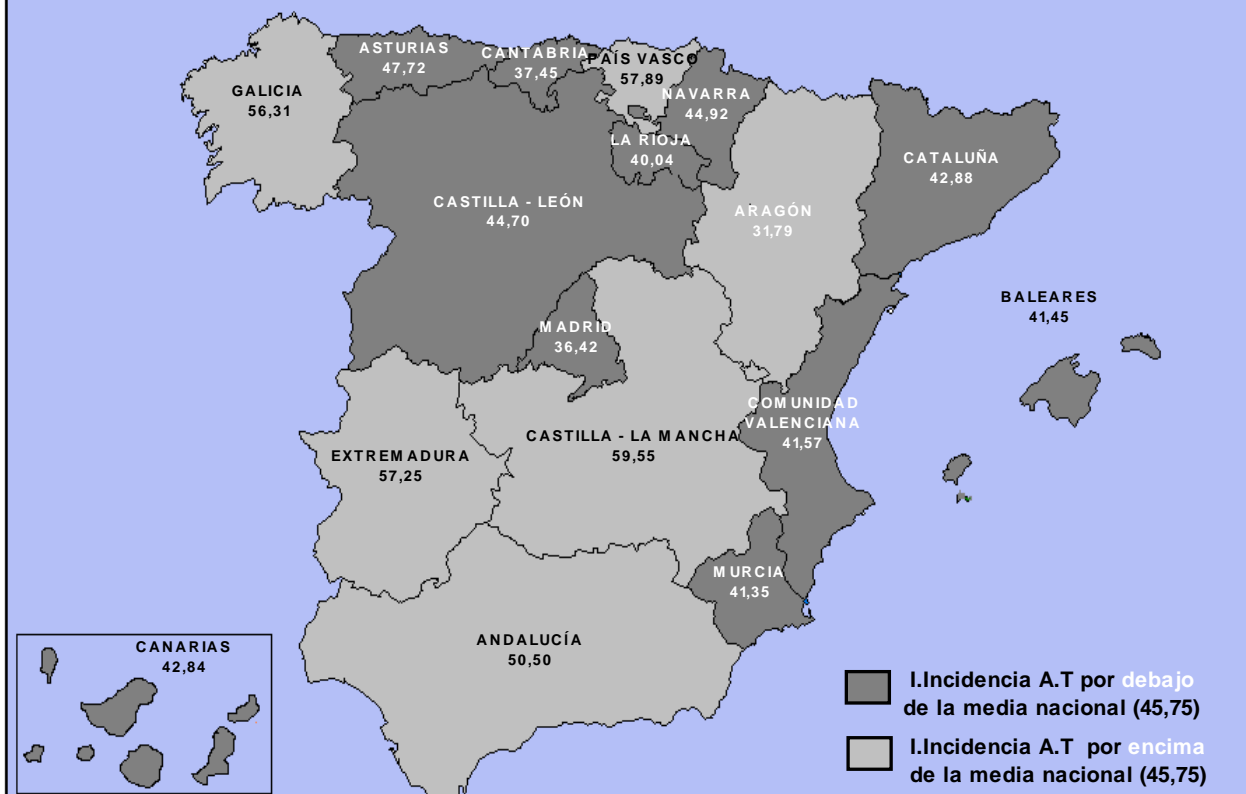 ASTURIAS
47,72
CANTABRIA
37,45
PAÍS VASCO
57,89
GALICIA
56,31
NAVARRA
44,92
LA RIOJA
40,04
CATALUÑA
42,88
CASTILLA - LEÓN
44,70
ARAGÓN
31,79
BALEARES
41,45
MADRID
36,42
COMUNIDAD
VALENCIANA
41,57
CASTILLA - LA MANCHA
59,55
EXTREMADURA
57,25
MURCIA
41,35
ANDALUCÍA
50,50
CANARIAS
42,84
I.Incidencia A.T por debajo
de la media nacional (45,75)
I.Incidencia A.T por encima
de la media nacional (45,75)